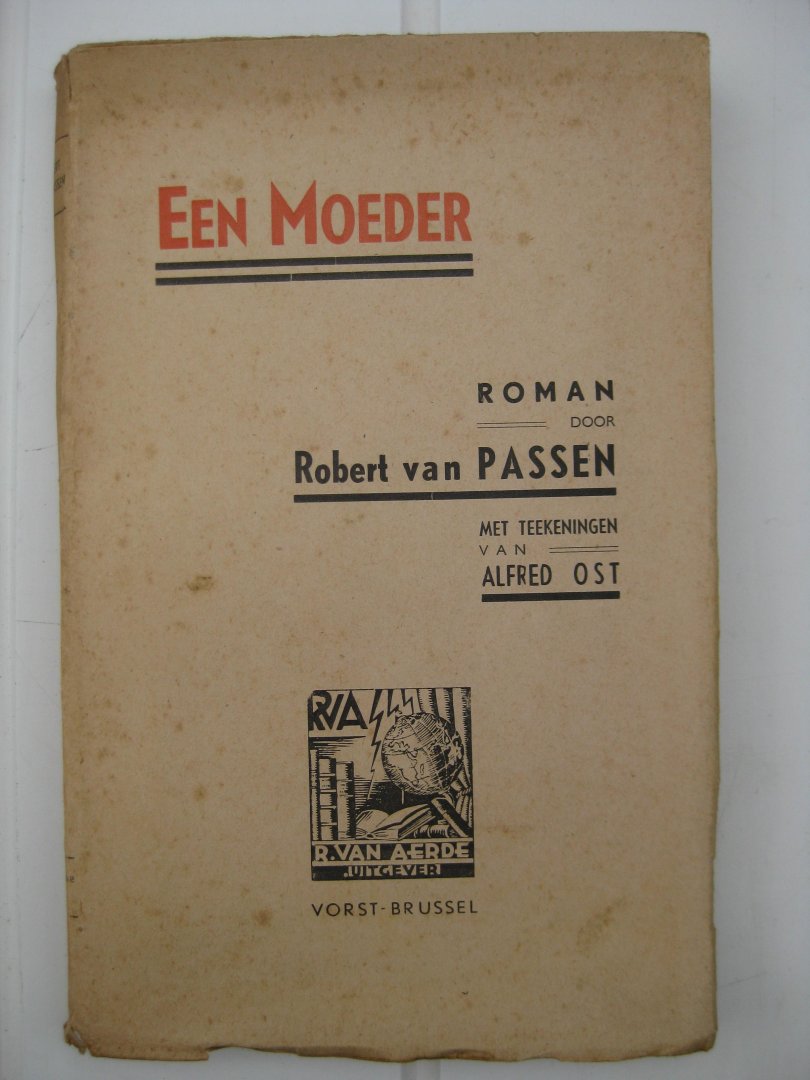 EEN MOEDER
ROMAN
DOOR
Robert van PASSEN
MET TEEKENINGEN
VAN
ALFRED OST
RVA
R. VAN AERDE
UITGEVER
VORST-BRUSSEL